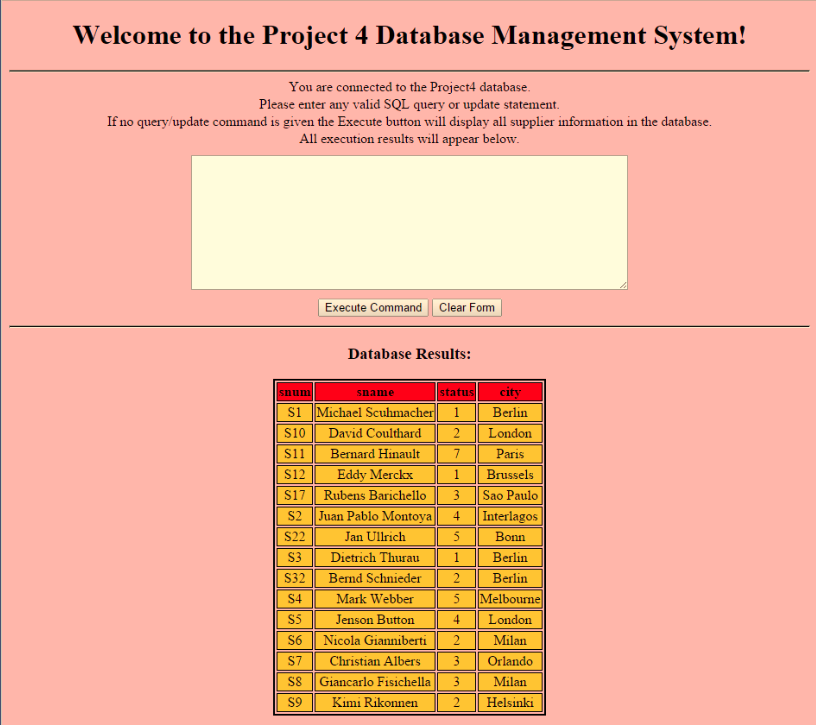 Welcome to the Project 4 Database Management System!
You are connected to the Project4 database.
Please enter any valid SQL query or update statement.
If no query/update command is given the Execute button will display all supplier information in the database.
All execution results will appear below.
Execute Command Clear Form
Database Results:
snum sname status city
S1 Michael Scuhmacher 1 Berlin
S10 David Coulthard 2 London
S11 Bernard Hinault 7 Paris
S12 Eddy Merckx 1 Brussels
S17 Rubens Barichello 3 Sao Paulo
S2 Juan Pablo Montoya 4 Interlagos
S22 Jan Ullrich 5 Bonn
S3 Dietrich Thurau 1 Berlin
S32 Bernd Schnieder 2 Berlin
S4 Mark Webber 5 Melbourne
S5 Jenson Button 4 London
S6 Nicola Gianniberti 2 Milan
S7 Christian Albers 3 Orlando
S8 Giancarlo Fisichella 3 Milan
S9 Kimi Rikonnen 2 Helsinki